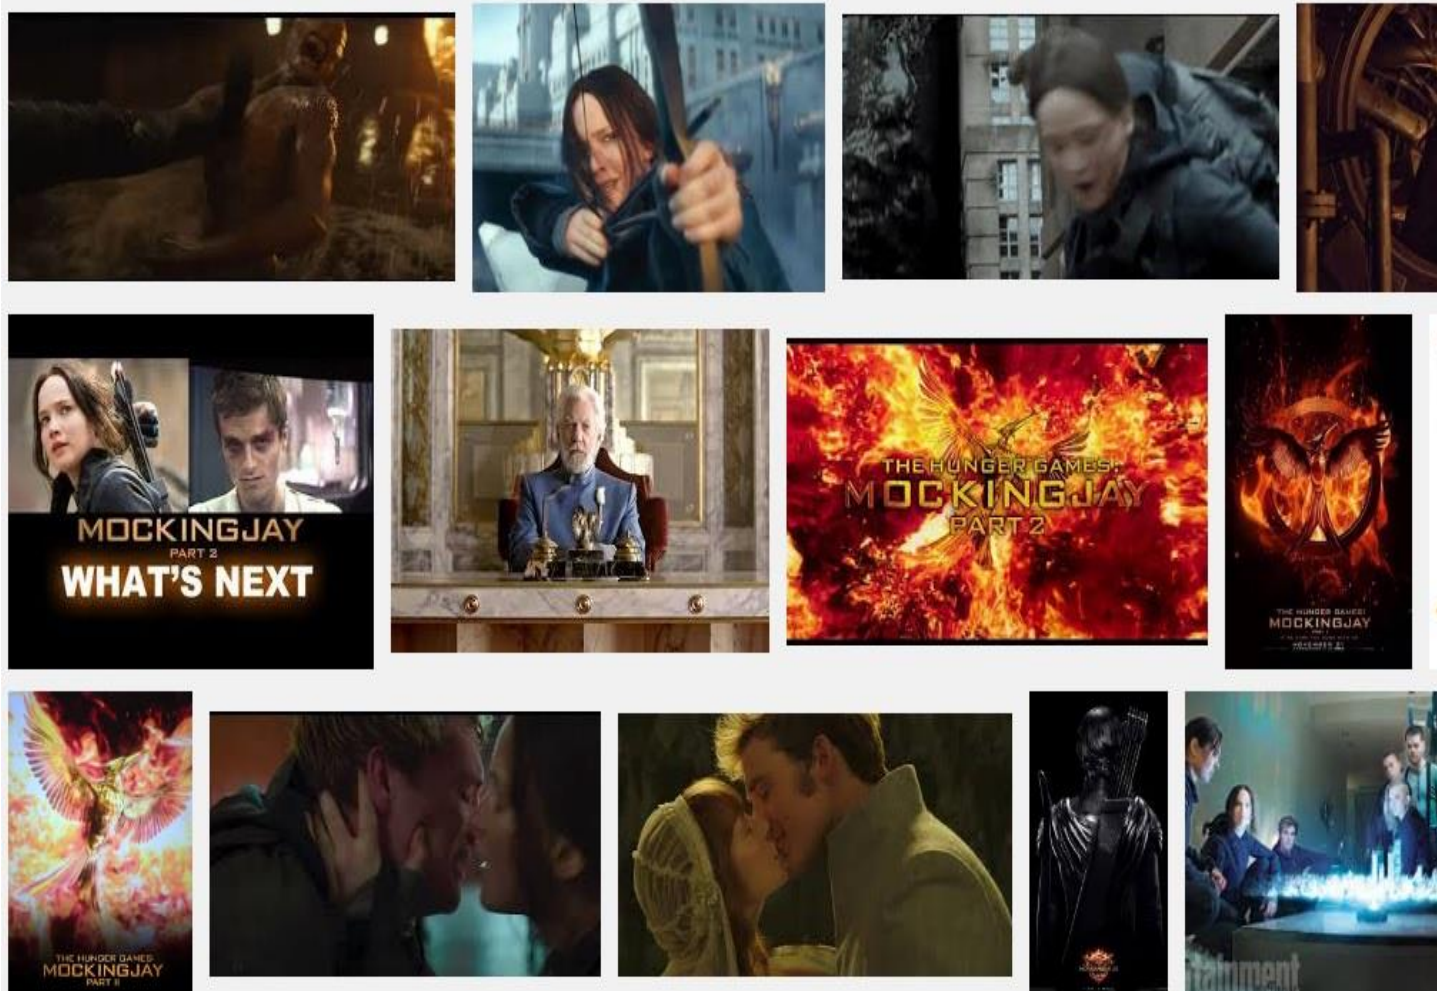 MOCKINGJAY
PART 2
WHAT'S NEXT
THE HUNGER GAMES:
MOCKINGJAY
PART 2
THE HUNGER GAMES:
MOCKINGJAY
NOVEMBER 21
THE HUNGER GAMES
MOCKINGJAY
PART II
tainment